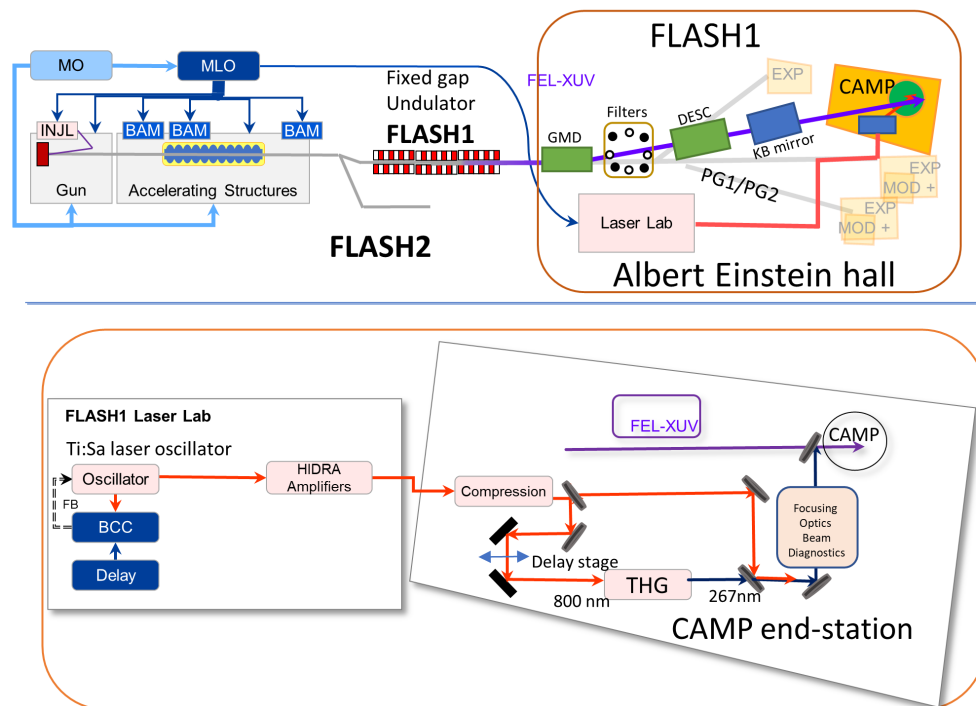 FLASH1
MO
MLO
Fixed gap
Undulator
FLASH1
FEL-XUV
EXP
CAMP
INJL
BAM
BAM
BAM
GMD
Filters
DESC
KB mirror
Gun
Accelerating Structures
PG1/PG2
EXP
MOD +
EXP
MOD +
Laser Lab
FLASH2
Albert Einstein hall
FLASH1 Laser Lab
Ti:Sa laser oscillator
Oscillator
HIDRA
Amplifiers
FB
BCC
Delay
FEL-XUV
CAMP
Compression
Focusing
Optics
Beam
Diagnostics
Delay stage
THG
800 nm
267nm
CAMP end-station